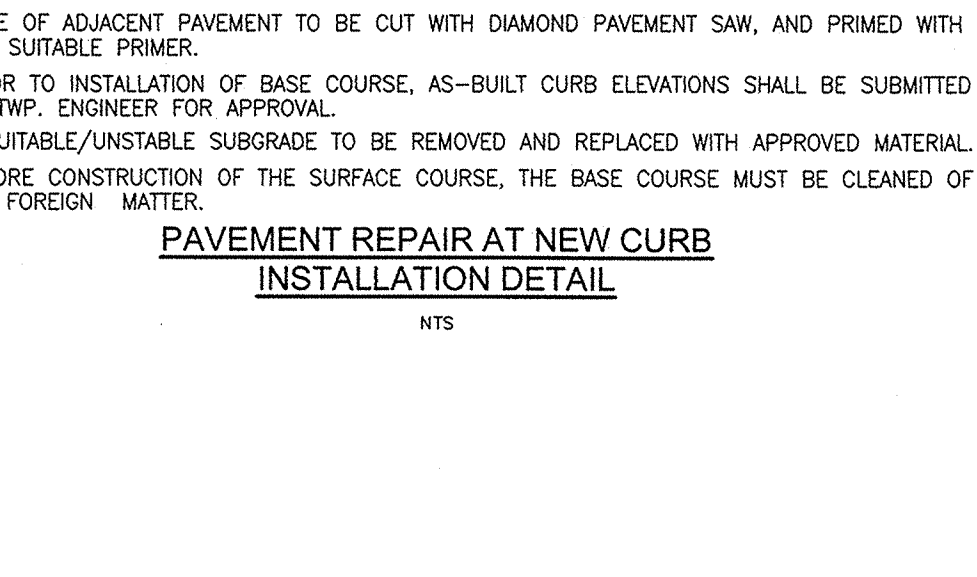 E OF ADJACENT PAVEMENT TO BE CUT WITH DIAMOND PAVEMENT SAW, AND PRIMED WITH
SUITABLE PRIMER.
OR TO INSTALLATION OF BASE COURSE, AS-BUILT CURB ELEVATIONS SHALL BE SUBMITTED
TWP. ENGINEER FOR APPROVAL.
UITABLE/UNSTABLE SUBGRADE TO BE REMOVED AND REPLACED WITH APPROVED MATERIAL.
ORE CONSTRUCTION OF THE SURFACE COURSE, THE BASE COURSE MUST BE CLEANED OF
FOREIGN MATTER.
PAVEMENT REPAIR AT NEW CURB
INSTALLATION DETAIL
NTS